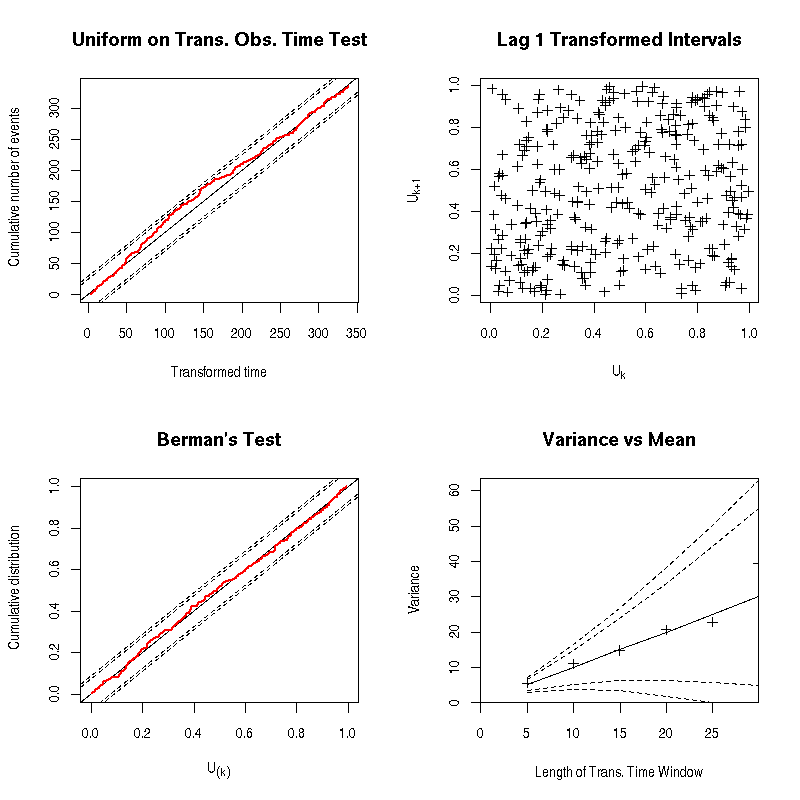 Uniform on Trans. Obs. Time Test
Cumulative number of events
300
250
200
150
100
50
0
0 50 100 150 200 250 300 350
Transformed time
Lag 1 Transformed Intervals
Uk+1
1.0
0.8
0.6
0.4
0.2
0.0
0.0 0.2 0.4 0.6 0.8 1.0
Uk
Berman's Test
Cumulative distribution
1.0
0.8
0.6
0.4
0.2
0.0
0.0 0.2 0.4 0.6 0.8 1.0
U(k)
Variance vs Mean
Variance
60
50
40
30
20
10
0
0 5 10 15 20 25
Length of Trans. Time Window